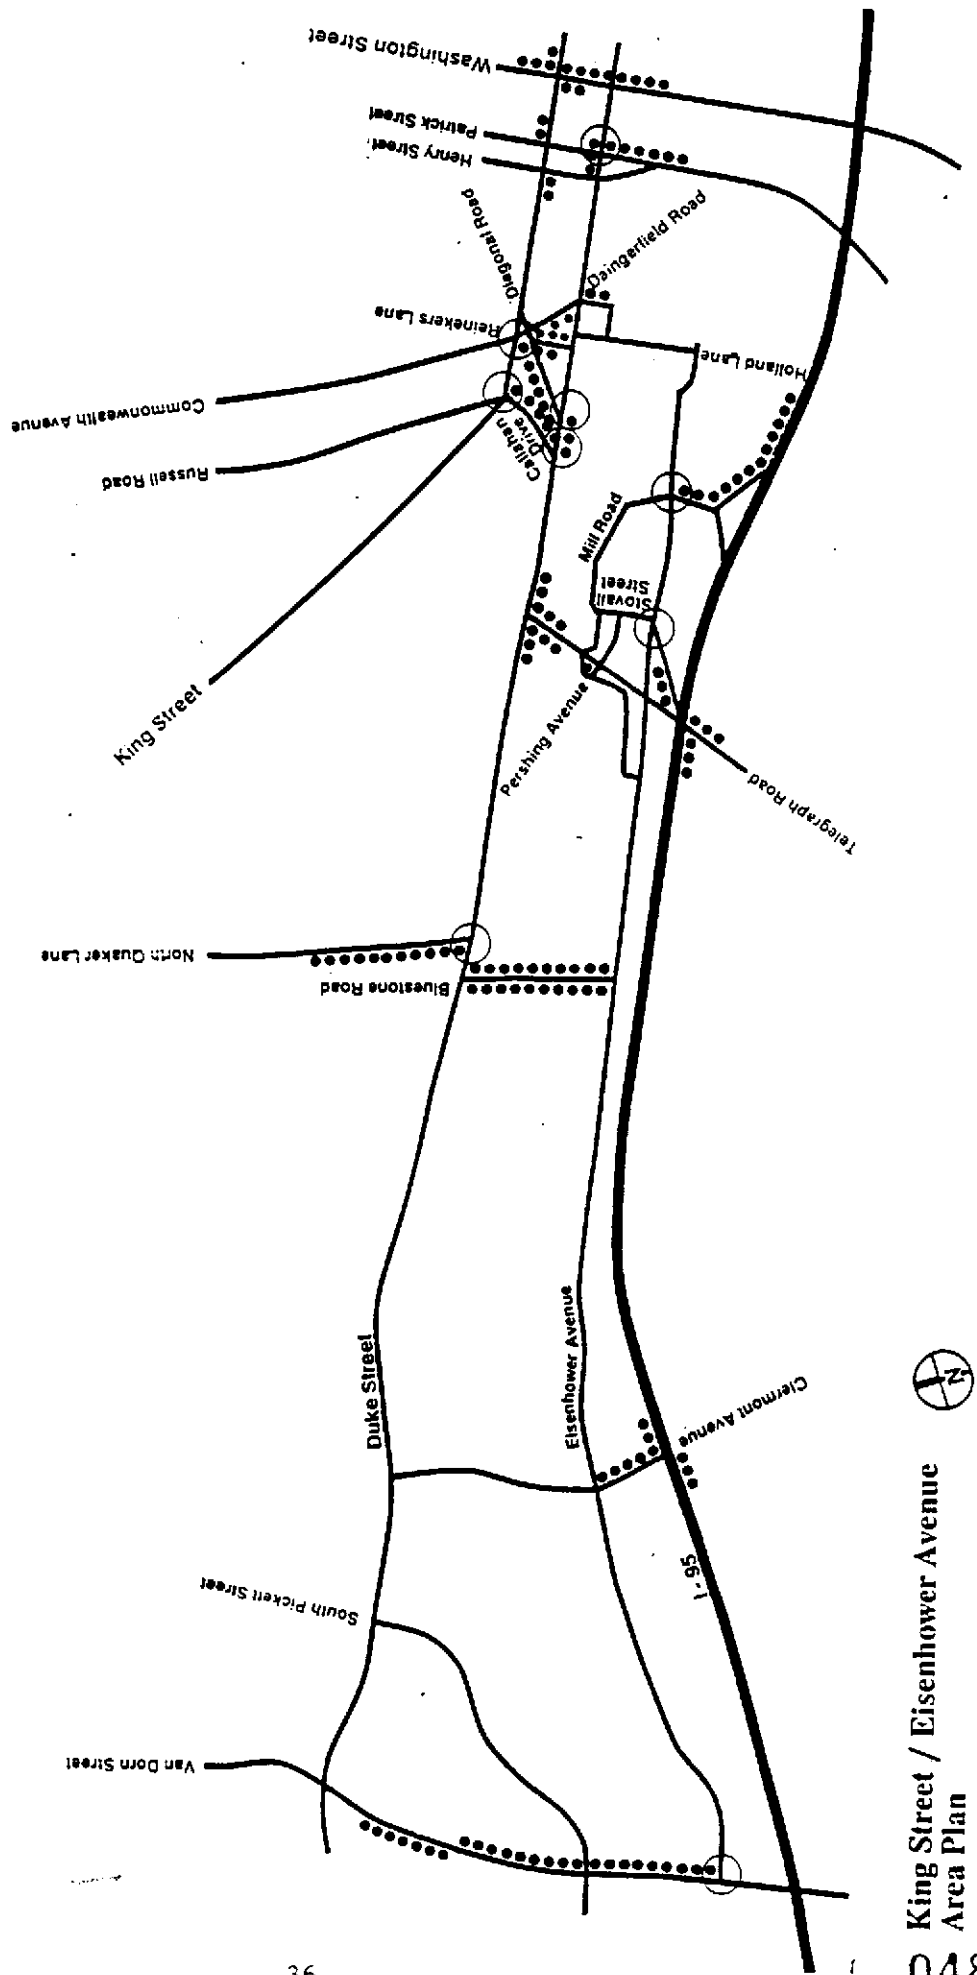 Washington Street
Patrick Street
Henry Street
Diagonal Road
Daingerfield Road
Reinekers Lane
Holland Lane
Commonwealth Avenue
Russell Road
Callahan
Drive
Mill Road
Stovall
Street
King Street
Pershing Avenue
Telegraph Road
North Quaker Lane
Bluestone Road
Duke Street
Eisenhower Avenue
Clermont Avenue
I-95
South Pickett Street
Van Dorn Street
N
King Street / Eisenhower Avenue
Area Plan
36